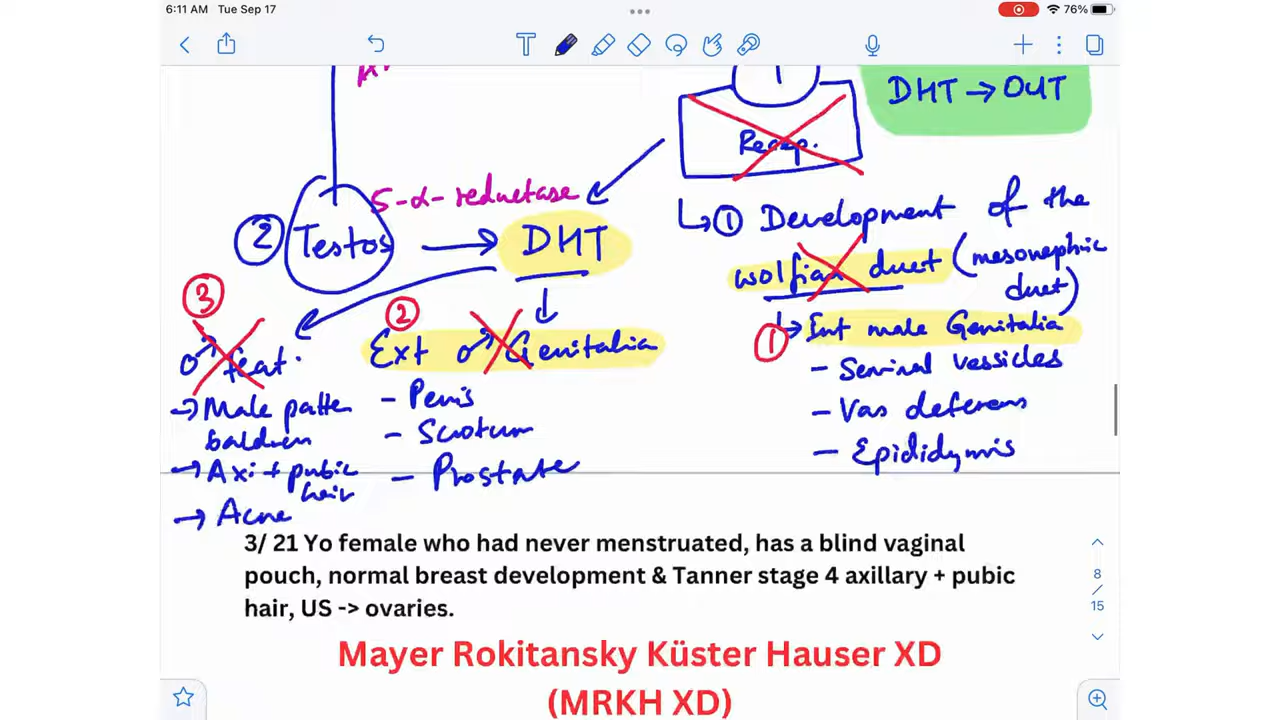 6:11 AM Tue Sep 17
76%
DHT → OUT
Recep.
5-α-reductase
② Testos → DHT
↳ ① Development of the
wolfian duct (mesonephric
duct)
① → Int male Genitalia
- Seminal vessicles
- Vas deferens
- Epididymis
③
♂ feat.
→ Male patten
baldnen
→ Axi + pubic
hair
→ Acne
②
Ext ♂ Genitalia
- Penis
- Scrotum
- Prostate
3/ 21 Yo female who had never menstruated, has a blind vaginal
pouch, normal breast development & Tanner stage 4 axillary + pubic
hair, US -> ovaries.
Mayer Rokitansky Küster Hauser XD
(MRKH XD)
8
/
15